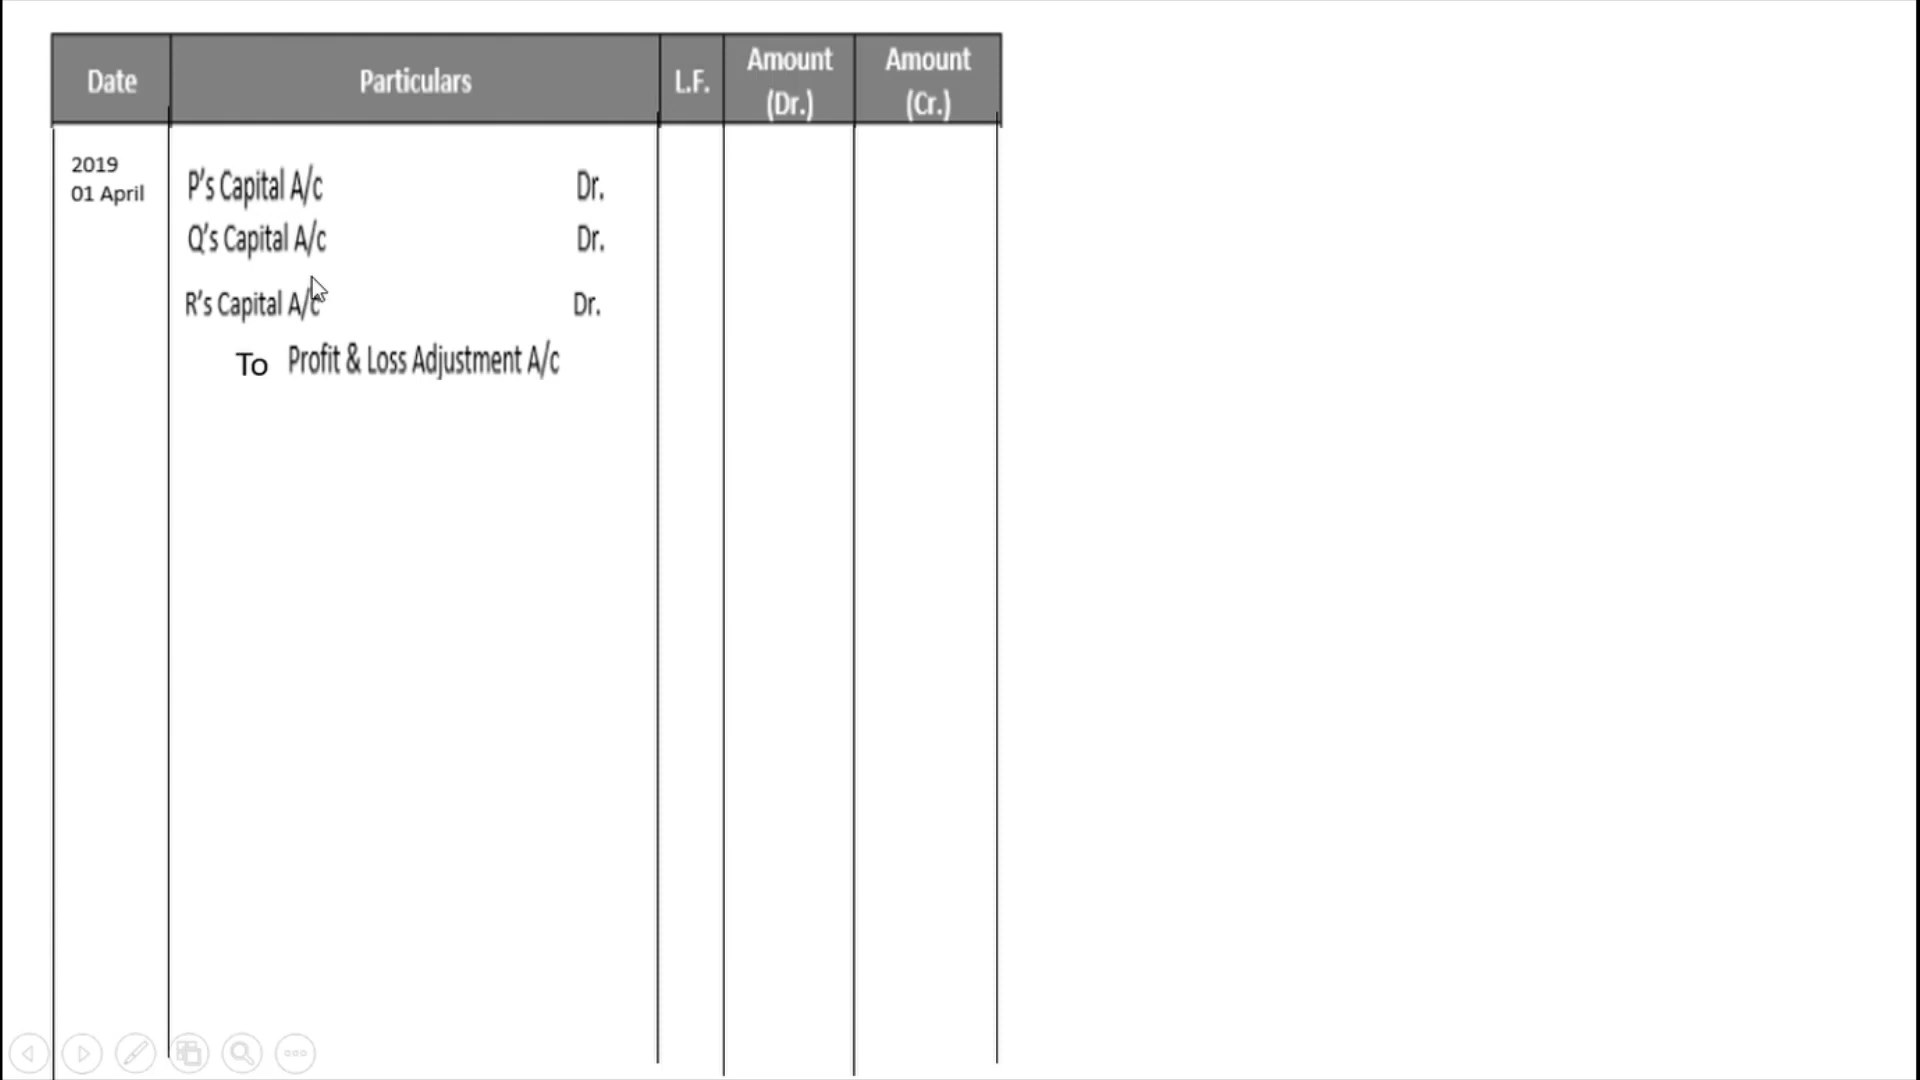 Date Particulars L.F. Amount (Dr.) Amount (Cr.)
2019
01 April
P's Capital A/c Dr.
Q's Capital A/c Dr.
R's Capital A/c Dr.
To Profit & Loss Adjustment A/c